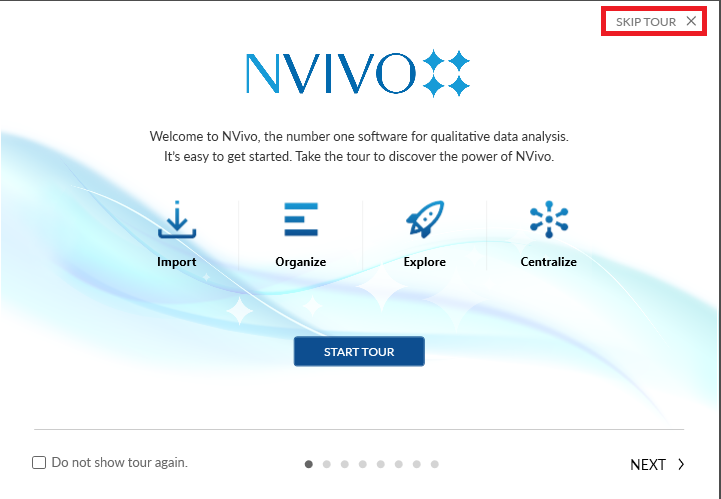 SKIP TOUR
NVIVO
Welcome to NVivo, the number one software for qualitative data analysis.
It's easy to get started. Take the tour to discover the power of NVivo.
Import
Organize
Explore
Centralize
START TOUR
Do not show tour again.
NEXT